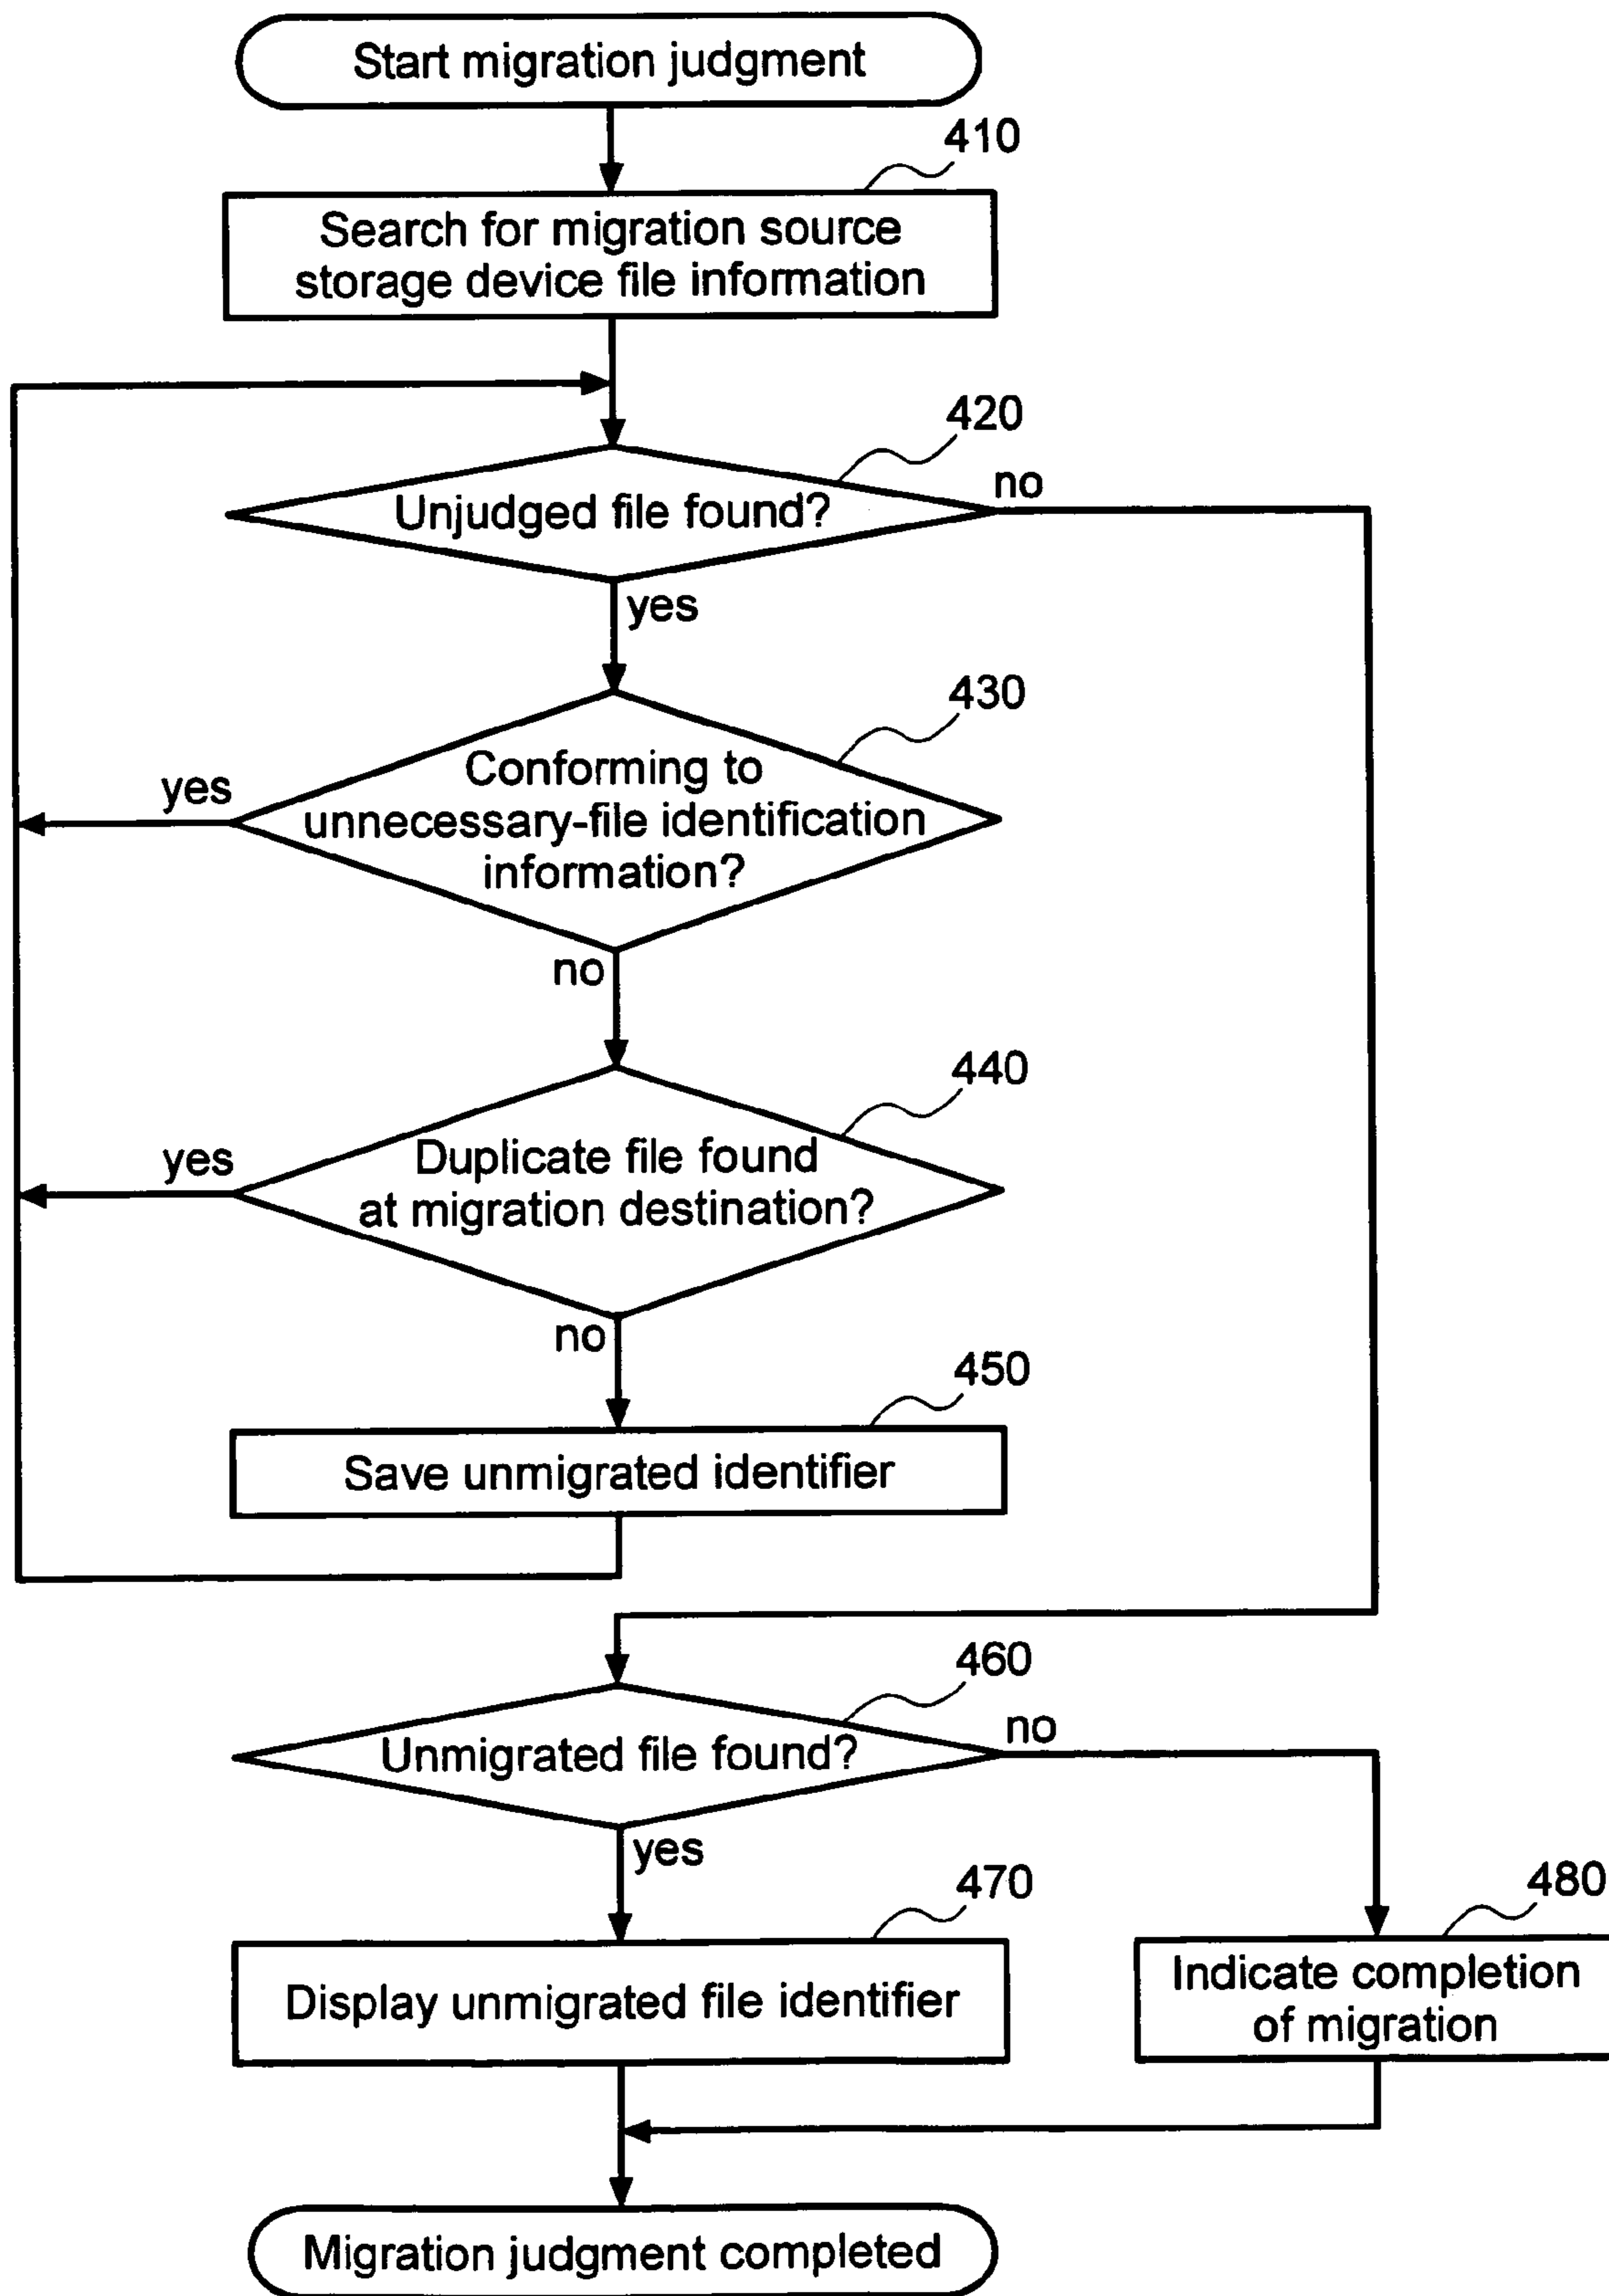 Start migration judgment
410
Search for migration source
storage device file information
420
Unjudged file found?
no
yes
430
Conforming to
unnecessary-file identification
information?
yes
no
440
Duplicate file found
at migration destination?
yes
no
450
Save unmigrated identifier
460
Unmigrated file found?
no
yes
470
Display unmigrated file identifier
480
Indicate completion
of migration
Migration judgment completed